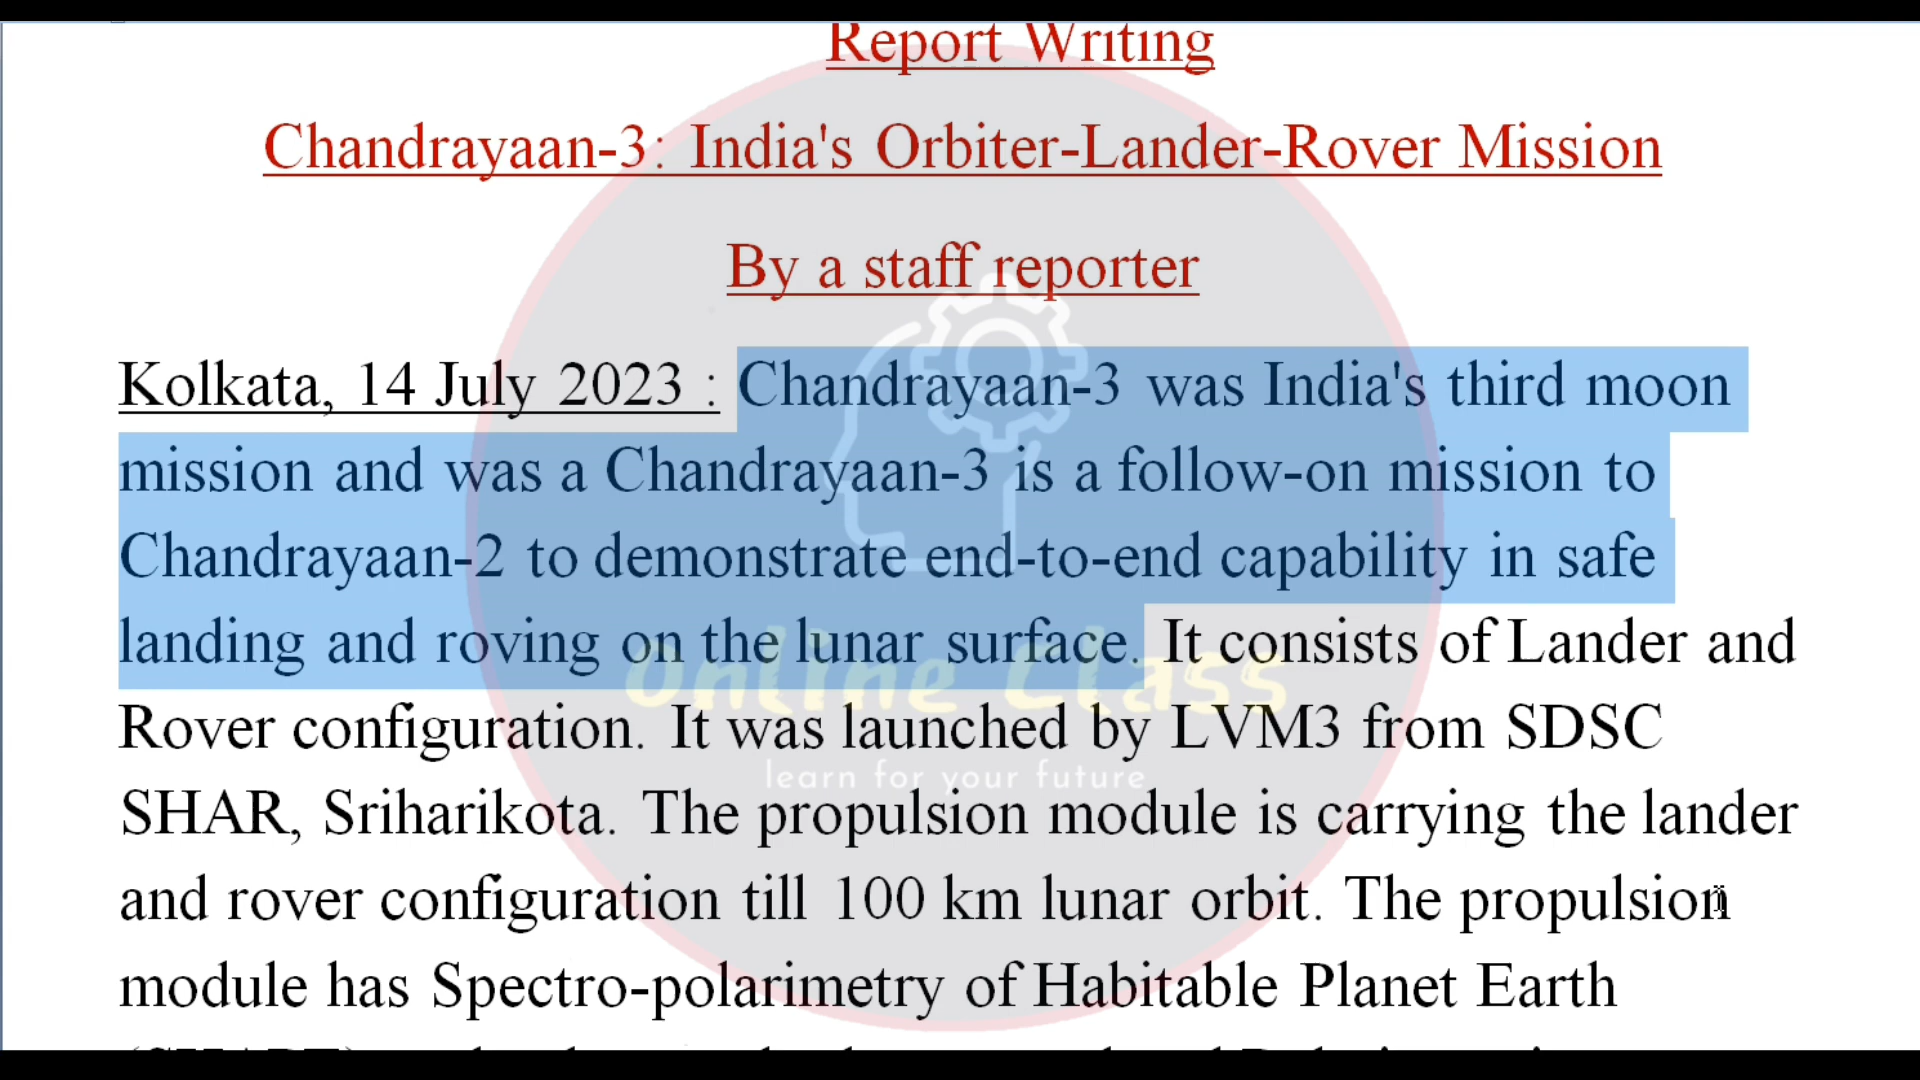 Report Writing
Chandrayaan-3: India's Orbiter-Lander-Rover Mission
By a staff reporter
Kolkata, 14 July 2023 : Chandrayaan-3 was India's third moon
mission and was a Chandrayaan-3 is a follow-on mission to
Chandrayaan-2 to demonstrate end-to-end capability in safe
landing and roving on the lunar surface. It consists of Lander and
Online Class
Rover configuration. It was launched by LVM3 from SDSC
learn for your future
SHAR, Sriharikota. The propulsion module is carrying the lander
and rover configuration till 100 km lunar orbit. The propulsion
module has Spectro-polarimetry of Habitable Planet Earth